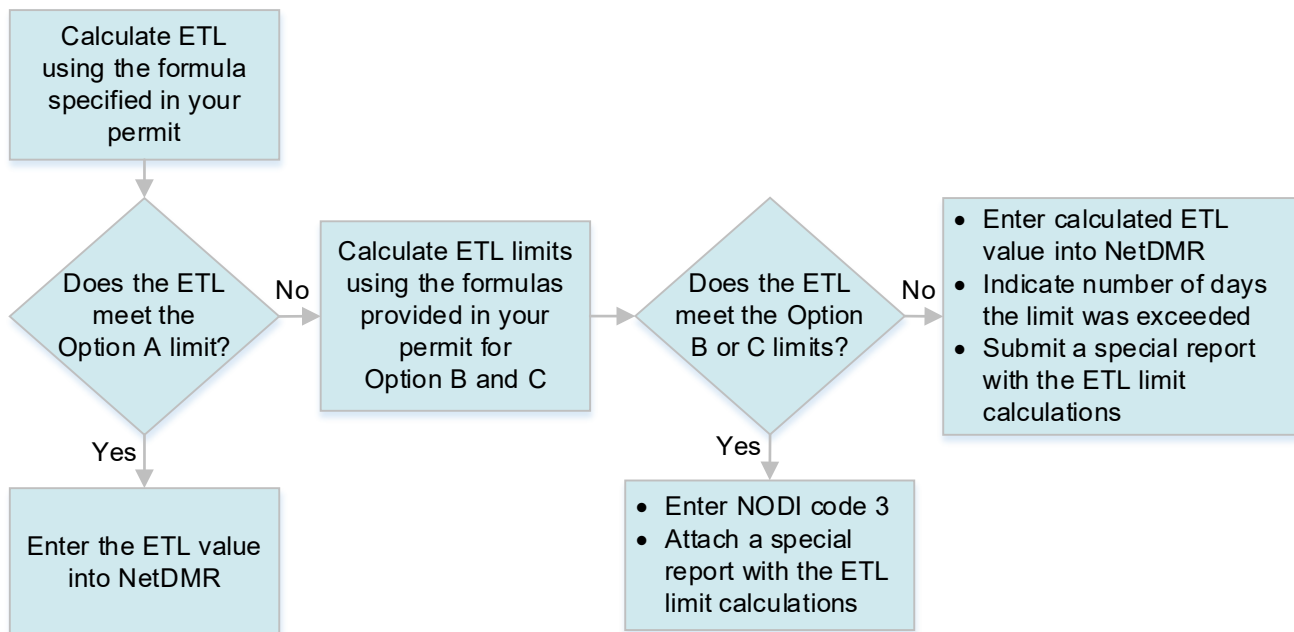 Calculate ETL
using the formula
specified in your
permit
Does the ETL
meet the
Option A limit?
No
Yes
Enter the ETL value
into NetDMR
Calculate ETL limits
using the formulas
provided in your
permit for
Option B and C
Does the ETL
meet the Option
B or C limits?
No
Yes
• Enter NODI code 3
• Attach a special
report with the ETL
limit calculations
• Enter calculated ETL
value into NetDMR
• Indicate number of days
the limit was exceeded
• Submit a special report
with the ETL limit
calculations